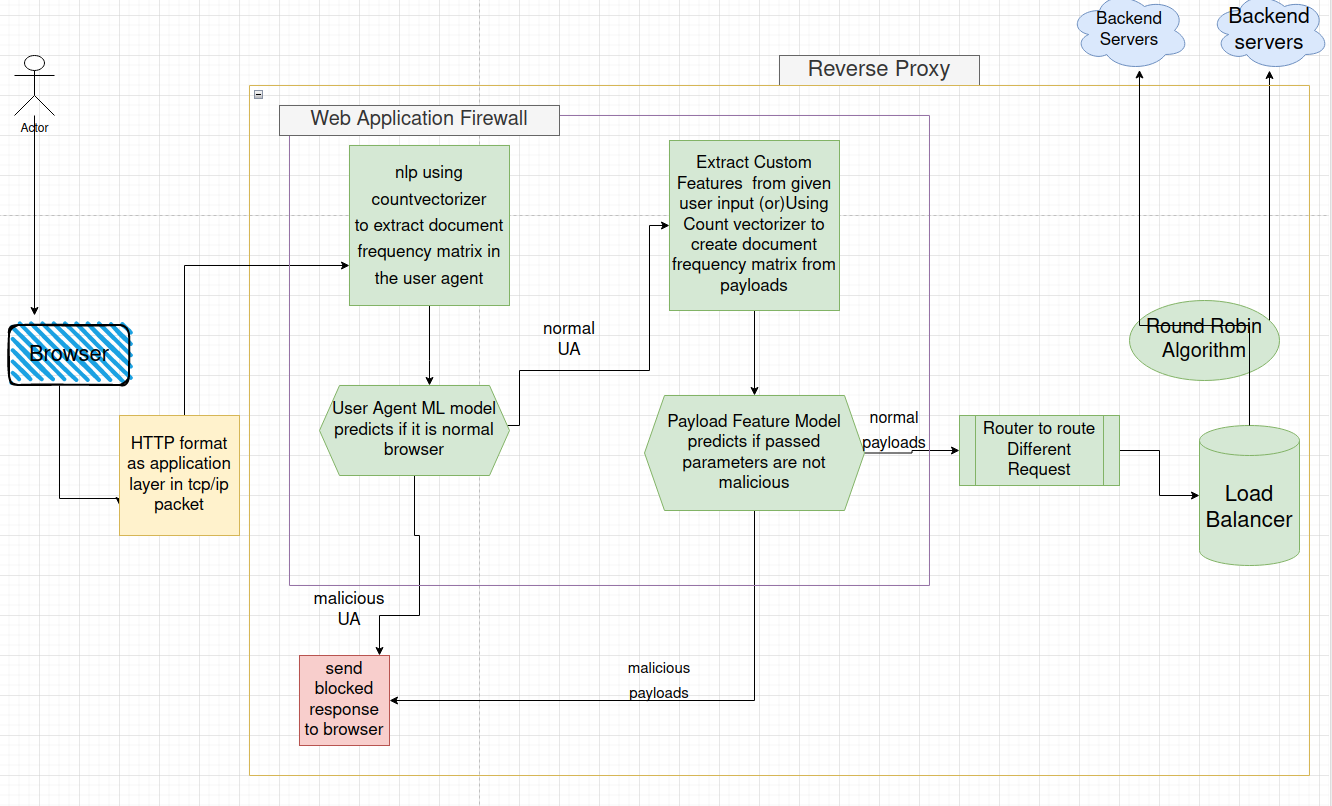 Backend
Servers
Backend
servers
Reverse Proxy
Actor
Web Application Firewall
nlp using
countvectorizer
to extract document
frequency matrix in
the user agent
Extract Custom
Features from given
user input (or)Using
Count vectorizer to
create document
frequency matrix from
payloads
normal
UA
Browser
Round Robin
Algorithm
User Agent ML model
predicts if it is normal
browser
HTTP format
as application
layer in tcp/ip
packet
Payload Feature Model
predicts if passed
parameters are not
malicious
normal
payloads
Router to route
Different
Request
Load
Balancer
malicious
UA
send
blocked
response
to browser
malicious
payloads